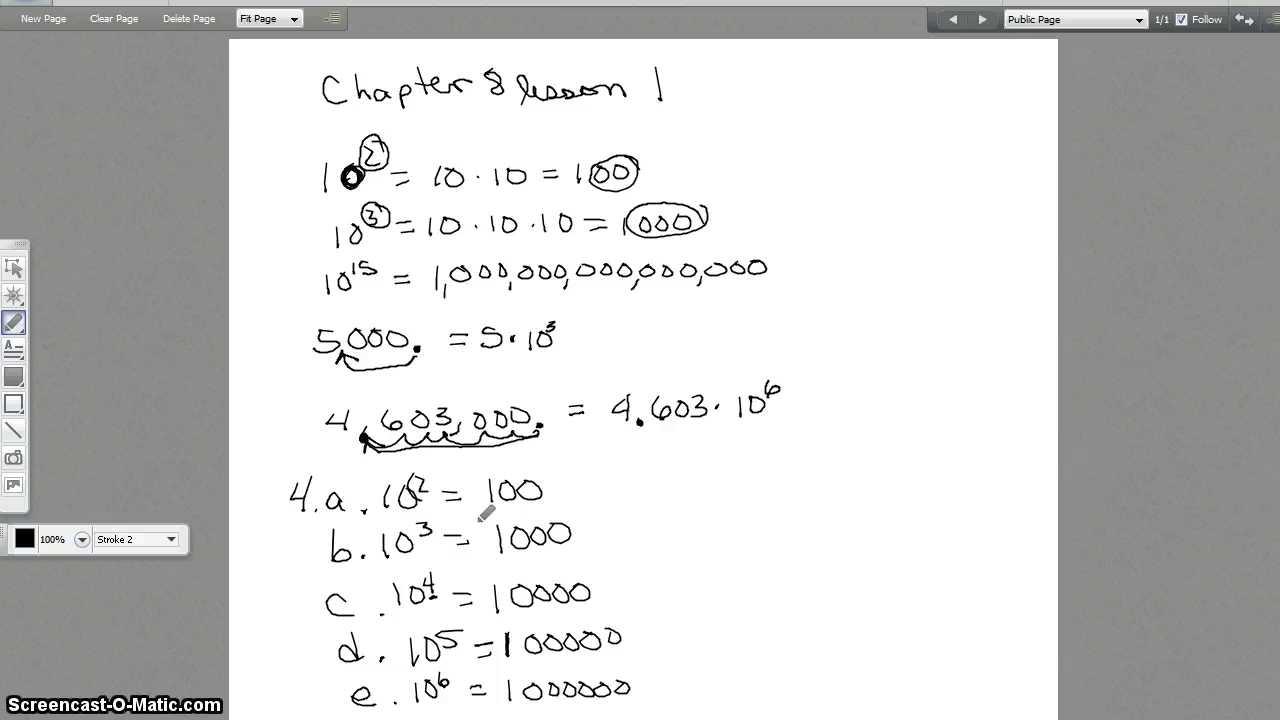 New Page Clear Page Delete Page Fit Page Public Page 1/1 Follow
Chapter 8 lesson 1
10² = 10 · 10 = 100
10³ = 10 · 10 · 10 = 1000
10¹⁵ = 1,000,000,000,000,000
5000. = 5 · 10³
4,603,000. = 4.603 · 10⁶
4. a. 10² = 100
b. 10³ = 1000
c. 10⁴ = 10000
d. 10⁵ = 100000
e. 10⁶ = 1000000
100% Stroke 2
Screencast-O-Matic.com